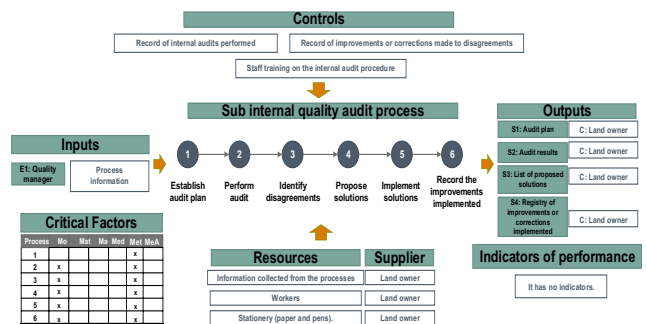 Controls
Record of internal audits performed
Record of improvements or corrections made to disagreements
Staff training on the internal audit procedure
Sub internal quality audit process
Inputs
E1: Quality
manager
Process
information
1
2
3
4
5
6
Establish
audit plan
Perform
audit
Identify
disagreements
Propose
solutions
Implement
solutions
Record the
improvements
implemented
Outputs
S1: Audit plan
C: Land owner
S2: Audit results
C: Land owner
S3: List of proposed
solutions
C: Land owner
S4: Registry of
improvements or
corrections
implemented
C: Land owner
Critical Factors
Process Mo Mat Ma Med Met MeA
1 x
2 x x
3 x x
4 x x
5 x x
6 x x
Resources
Supplier
Information collected from the processes
Land owner
Workers
Land owner
Stationery (paper and pens).
Land owner
Indicators of performance
It has no indicators.